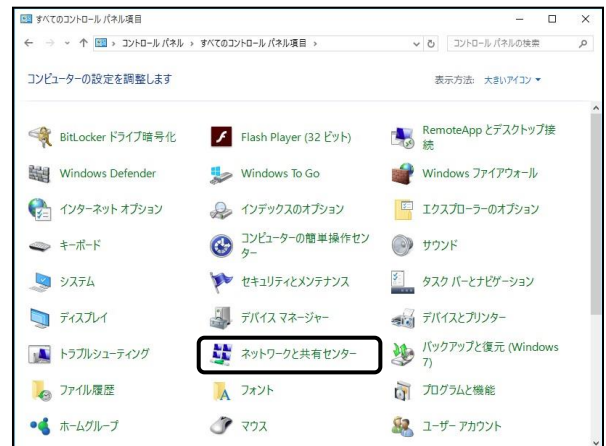 すべてのコントロール パネル項目
コントロール パネル
すべてのコントロール パネル項目
コントロール パネルの検索
コンピューターの設定を調整します
表示方法: 大きいアイコン
BitLocker ドライブ暗号化
Flash Player (32 ビット)
RemoteApp とデスクトップ接
続
Windows Defender
Windows To Go
Windows ファイアウォール
インターネット オプション
インデックスのオプション
エクスプローラーのオプション
キーボード
コンピューターの簡単操作セン
ター
サウンド
システム
セキュリティとメンテナンス
タスク バーとナビゲーション
ディスプレイ
デバイス マネージャー
デバイスとプリンター
トラブルシューティング
ネットワークと共有センター
バックアップと復元 (Windows
7)
ファイル履歴
フォント
プログラムと機能
ホームグループ
マウス
ユーザー アカウント